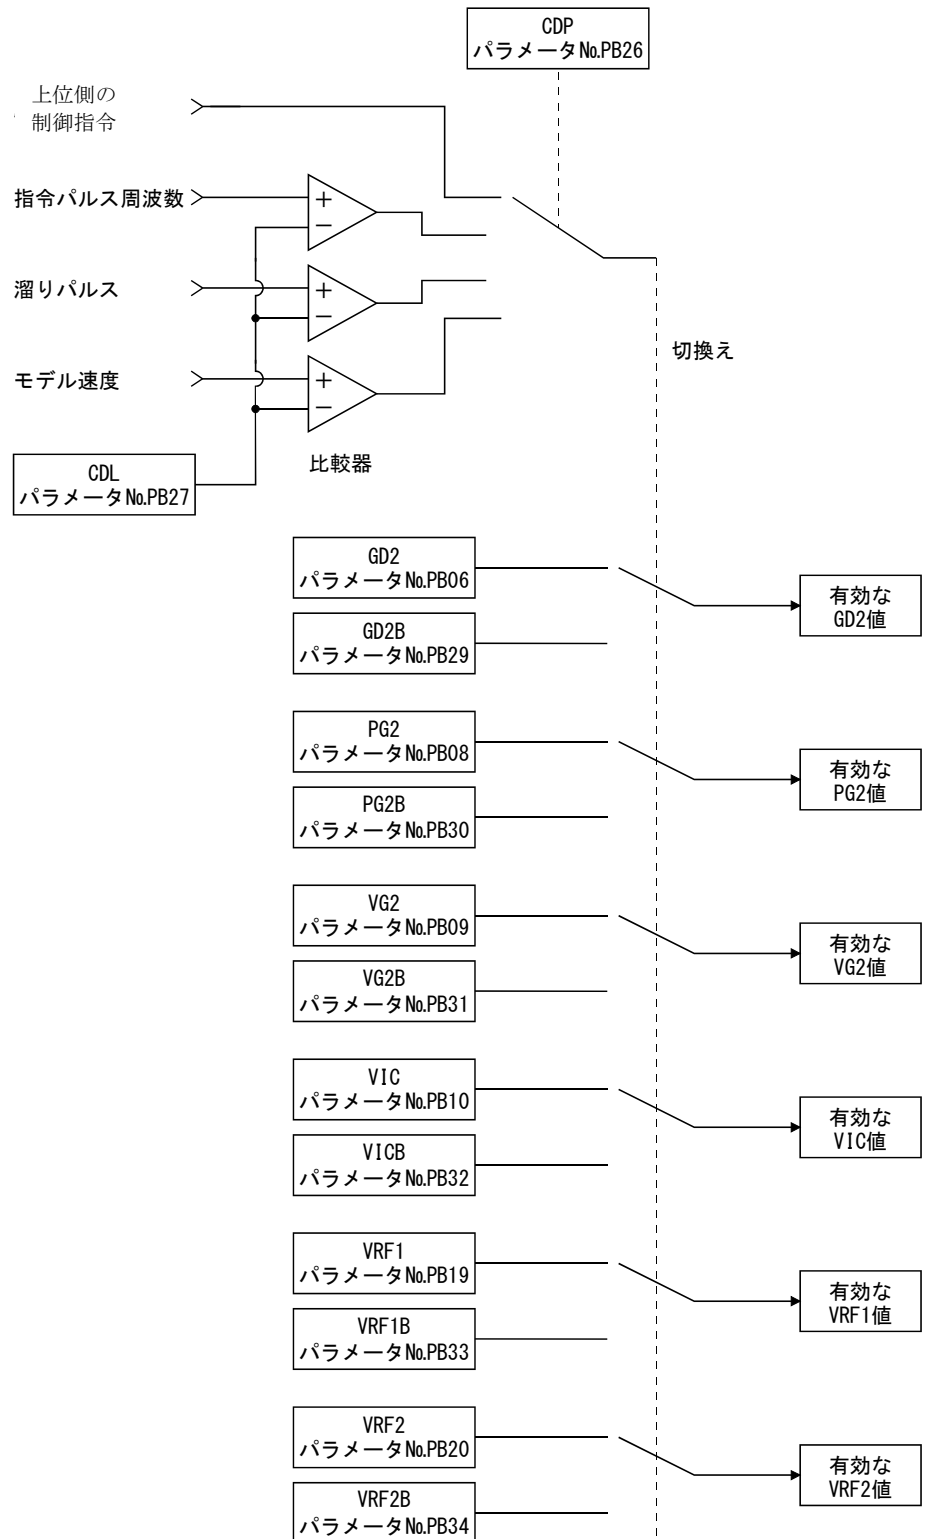 CDP
パラメータNo.PB26
上位側の
制御指令
指令パルス周波数
＋
－
溜りパルス
＋
－
切換え
モデル速度
＋
－
比較器
CDL
パラメータNo.PB27
GD2
パラメータNo.PB06
有効な
GD2値
GD2B
パラメータNo.PB29
PG2
パラメータNo.PB08
有効な
PG2値
PG2B
パラメータNo.PB30
VG2
パラメータNo.PB09
有効な
VG2値
VG2B
パラメータNo.PB31
VIC
パラメータNo.PB10
有効な
VIC値
VICB
パラメータNo.PB32
VRF1
パラメータNo.PB19
有効な
VRF1値
VRF1B
パラメータNo.PB33
VRF2
パラメータNo.PB20
有効な
VRF2値
VRF2B
パラメータNo.PB34